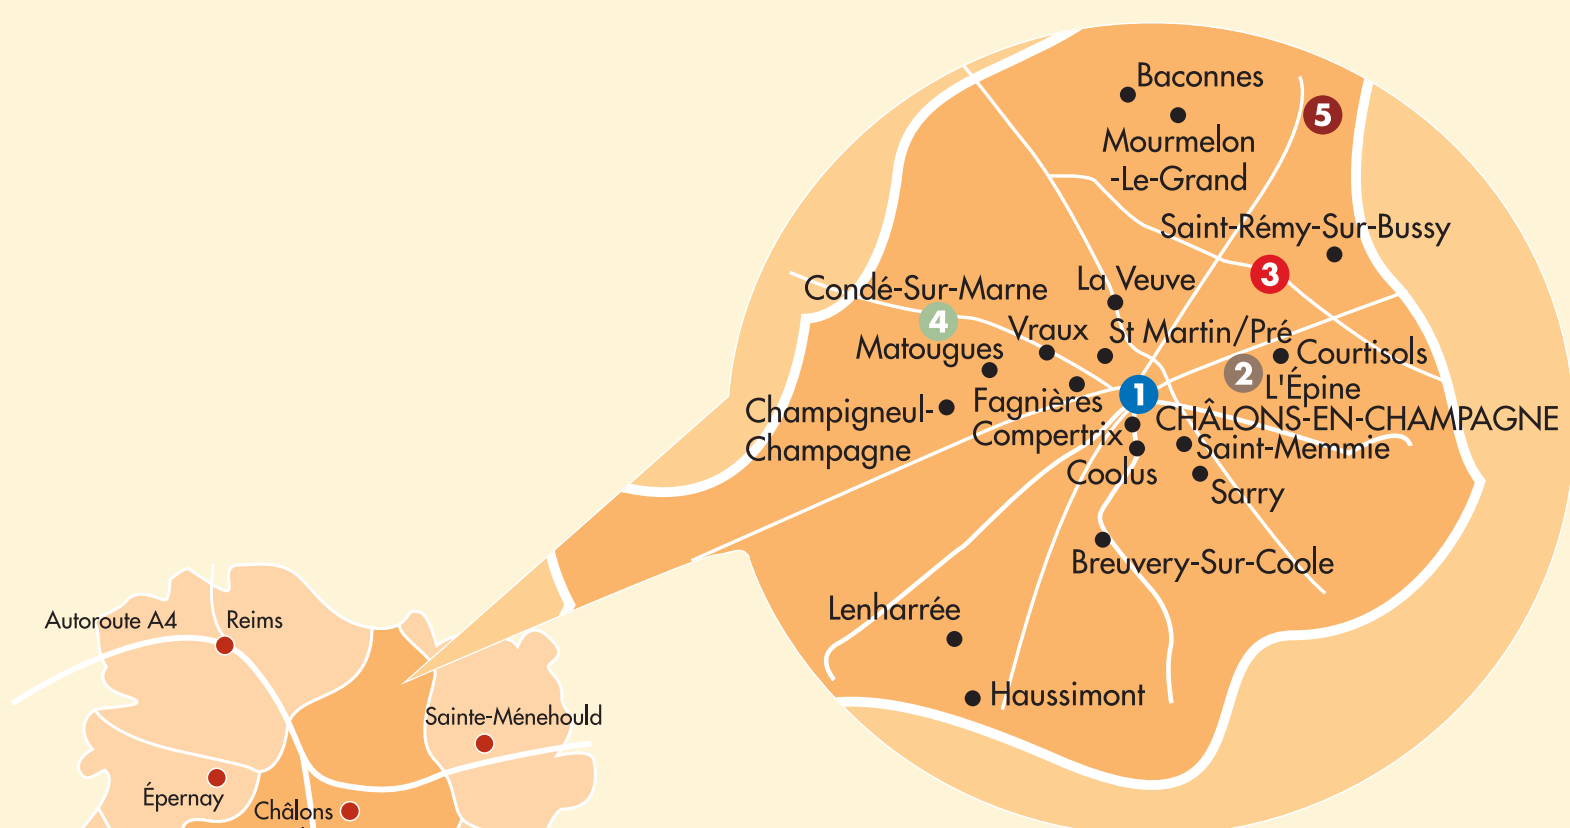 Baconnes
5
Mourmelon
-Le-Grand
Saint-Rémy-Sur-Bussy
3
La Veuve
Condé-Sur-Marne
4
Vraux
St Martin/Pré
Matougues
Courtisols
2
L'Épine
1
Fagnières
Champigneul-
Champagne
CHÂLONS-EN-CHAMPAGNE
Compertrix
Saint-Memmie
Coolus
Sarry
Breuvery-Sur-Coole
Lenharrée
Haussimont
Autoroute A4
Reims
Sainte-Ménehould
Épernay
Châlons